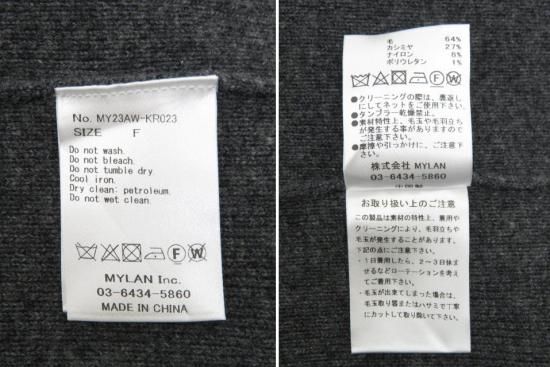 No. MY23AW-KR023
SIZE F
Do not wash.
Do not bleach.
Do not tumble dry.
Cool iron.
Dry clean: petroleum.
Do not wet clean.
F W
MYLAN Inc.
03-6434-5860
MADE IN CHINA
毛 64%
カシミヤ 27%
ナイロン 8%
ポリウレタン 1%
F W
●クリーニングの際は、裏返し
にしてネットをご使用下さい。
●タンブラー乾燥禁止。
●素材特性上、毛玉や毛羽立ち
が発生する事がありますので
ご注意下さい。
●摩擦や引っかけに、ご注意
下さい。
株式会社 MYLAN
03-6434-5860
中国製
お取り扱い上のご注意
この製品は素材の特性上、着用や
クリーニングにより、毛羽立ちや
毛玉が発生することがあります。
下記の点にご注意ください。
・1日着用したら、2～3日休ま
せるなどローテーションを考え
てご着用下さい。
・毛玉が出来てしまった場合は、
毛玉取り器またはハサミで丁寧
にカットして取り除いて下さい。